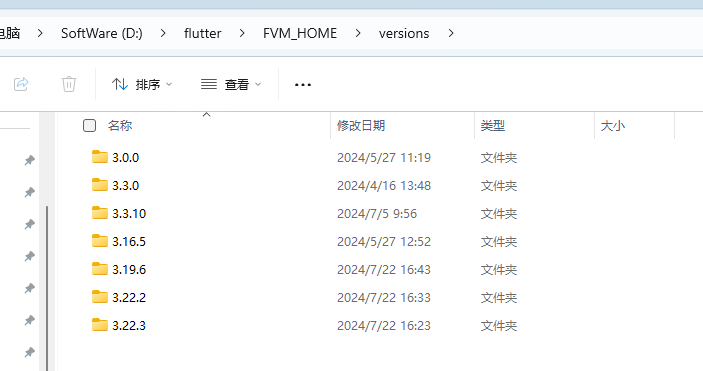 电脑 > SoftWare (D:) > flutter > FVM_HOME > versions >
排序 查看 ...
名称 修改日期 类型 大小
3.0.0 2024/5/27 11:19 文件夹
3.3.0 2024/4/16 13:48 文件夹
3.3.10 2024/7/5 9:56 文件夹
3.16.5 2024/5/27 12:52 文件夹
3.19.6 2024/7/22 16:43 文件夹
3.22.2 2024/7/22 16:33 文件夹
3.22.3 2024/7/22 16:23 文件夹